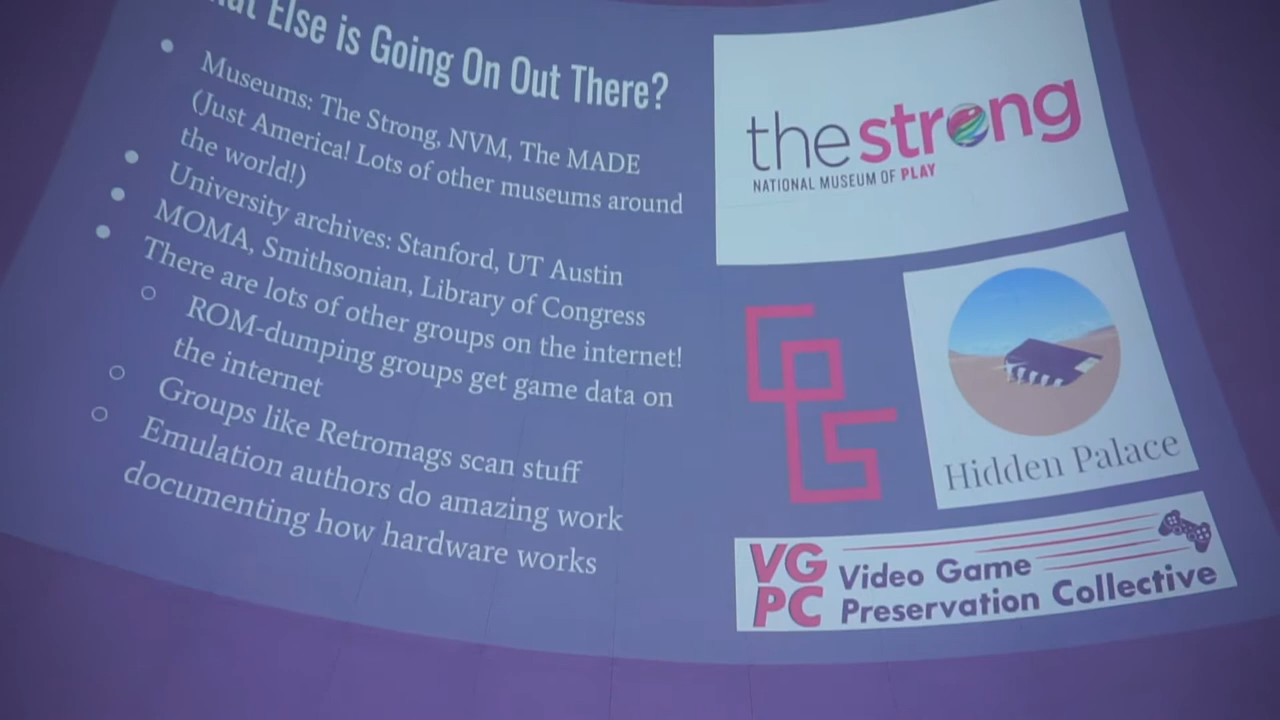 Else is Going On Out There?
Museums: The Strong, NVM, The MADE
(Just America! Lots of other museums around
the world!)
University archives: Stanford, UT Austin
MOMA, Smithsonian, Library of Congress
There are lots of other groups on the internet!
ROM-dumping groups get game data on
the internet
Groups like Retromags scan stuff
Emulation authors do amazing work
documenting how hardware works
the strong
NATIONAL MUSEUM OF PLAY
Hidden Palace
VG
PC
Video Game
Preservation Collective